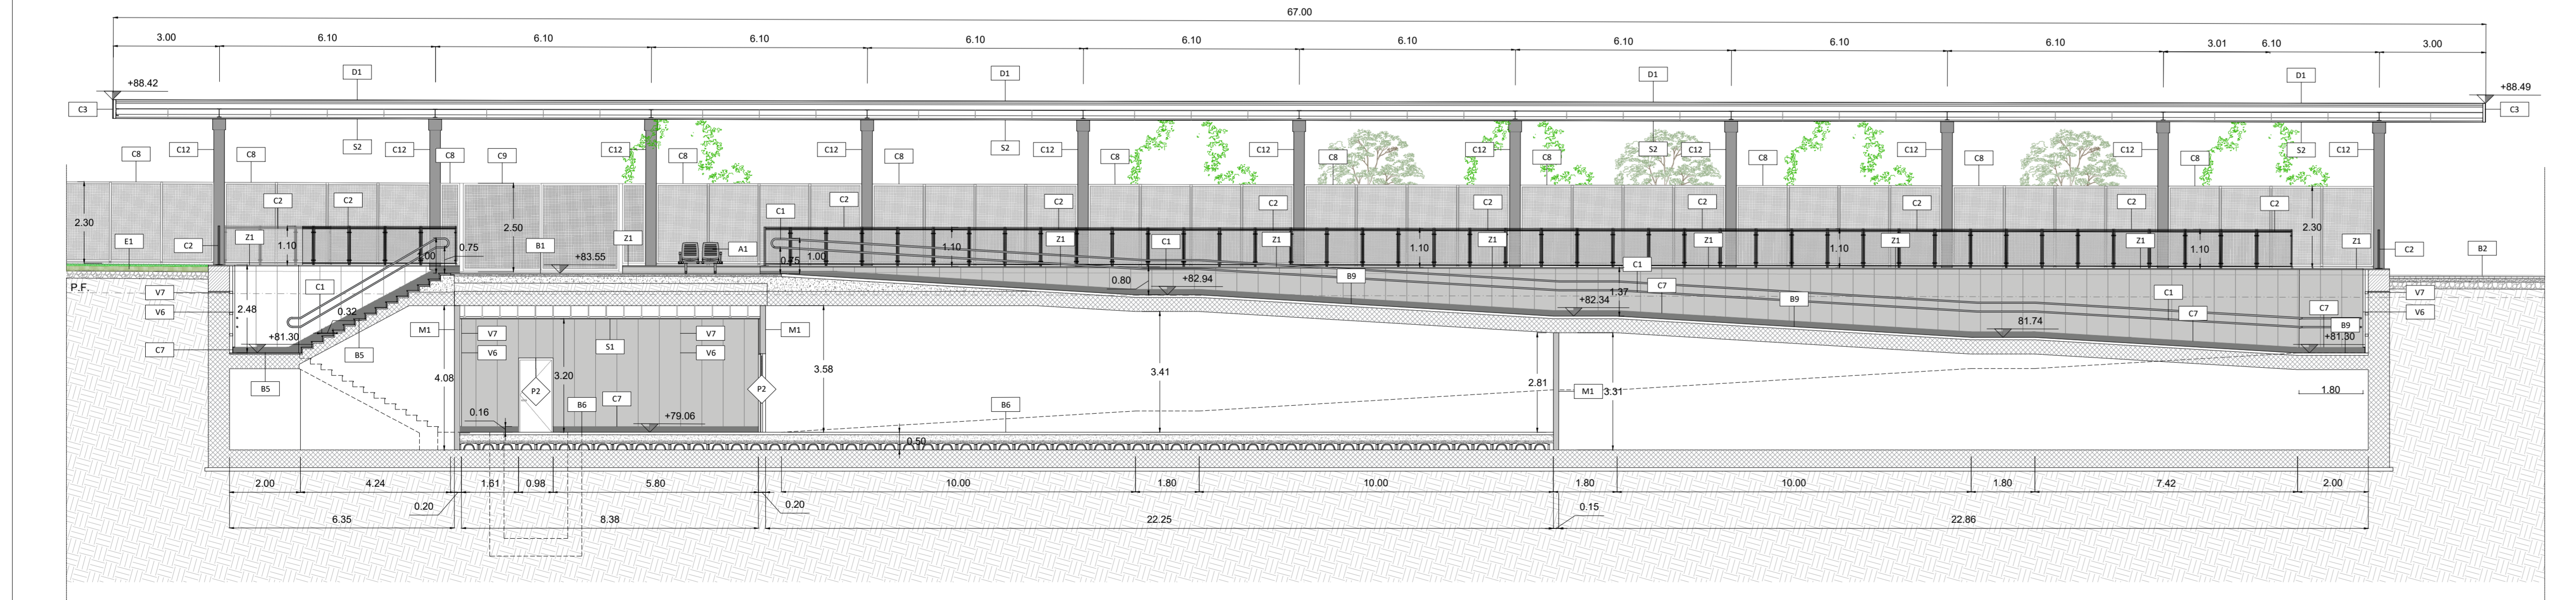 67.00
3.00 6.10 6.10 6.10 6.10 6.10 6.10 6.10 6.10 6.10 3.01 6.10 3.00
D1 D1 D1 D1
+88.42 +88.49
C3 C3
S2 S2 S2 S2
C8 C12 C8 C12 C8 C9 C12 C8 C12 C8 C12 C8 C12 C8 C12 C8 C12 C8 C12 C8 C12 C8 C12
2.30 C2 C2 2.50 C1 C2 C2 C2 C2 C2 C2 C2 C2 2.30
E1 C2 Z1 1.10 1.00 0.75 B1 Z1 A1 0.75 1.00 1.10 Z1 C1 Z1 1.10 Z1 Z1 1.10 Z1 Z1 1.10 Z1 C2 B2
+83.55 0.80 +82.94 B9 C1 C7
P.F.
V7 C1 +82.34 1.37 B9 C1 C7 V7
V6 2.48 0.32 C7 81.74 B9 V6
M1 V7 V7 M1
C7 +81.30 B5 V6 S1 V6 +81.30
B5 4.08 P2 3.20 P2 3.58 3.41 2.81 M1 3.31 1.80
0.16 C7 B6 +79.06 B6
0.50
2.00 4.24 1.61 0.98 5.80 10.00 1.80 10.00 1.80 10.00 1.80 7.42 2.00
0.20 0.20 0.15
6.35 8.38 22.25 22.86